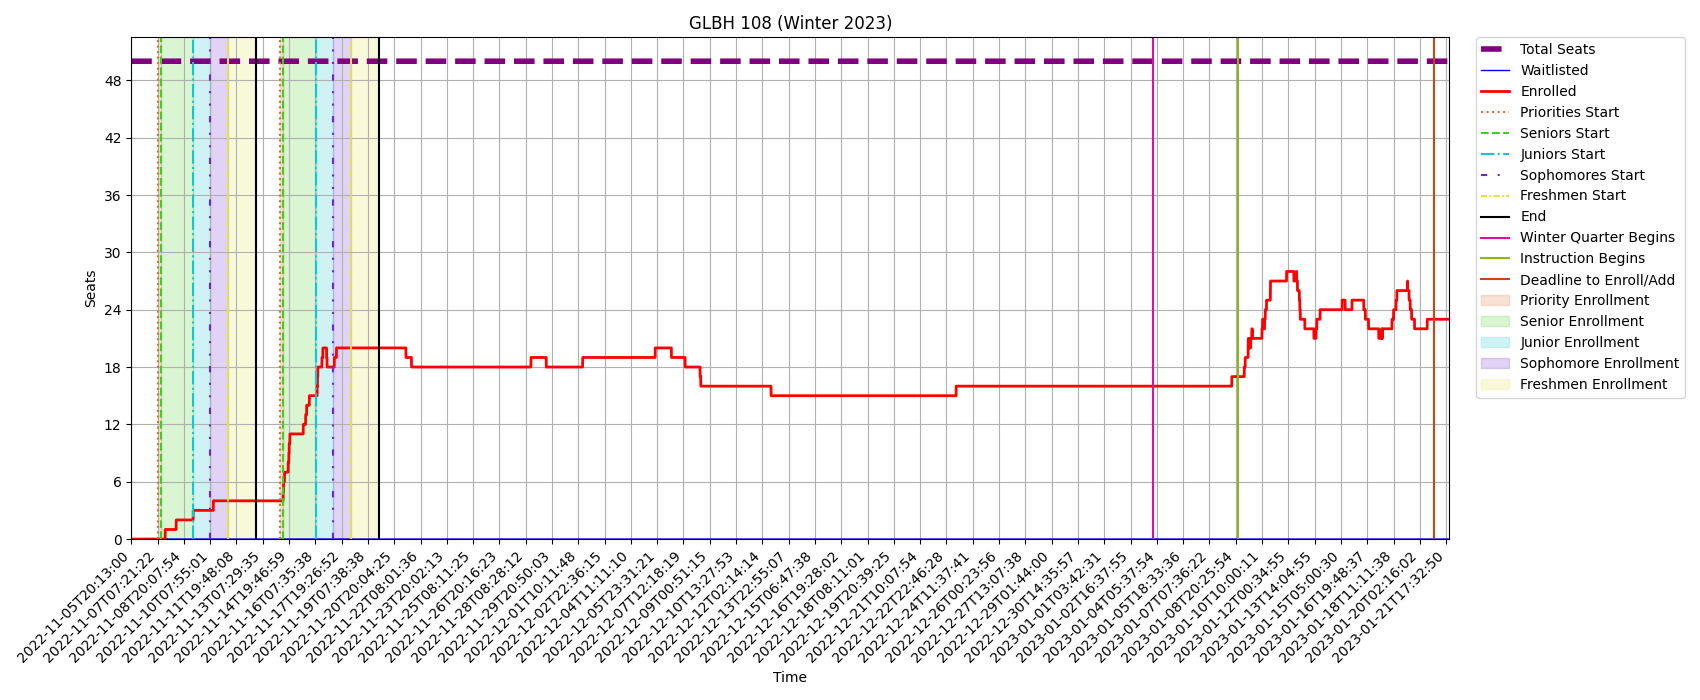 GLBH 108 (Winter 2023)
Seats
48
42
36
30
24
18
12
6
0
2022-11-05T20:13:00
2022-11-07T07:21:22
2022-11-08T20:07:54
2022-11-10T07:55:01
2022-11-11T19:48:08
2022-11-13T07:29:35
2022-11-14T19:46:59
2022-11-16T07:35:38
2022-11-17T19:26:52
2022-11-19T07:38:38
2022-11-20T20:04:25
2022-11-22T08:01:36
2022-11-23T20:02:13
2022-11-25T08:11:25
2022-11-26T20:16:23
2022-11-28T08:28:12
2022-11-29T20:50:03
2022-12-01T10:11:48
2022-12-02T22:36:15
2022-12-04T11:11:10
2022-12-05T23:31:21
2022-12-07T12:18:19
2022-12-09T00:51:15
2022-12-10T13:27:53
2022-12-12T02:14:14
2022-12-13T22:55:07
2022-12-15T06:47:38
2022-12-16T19:28:02
2022-12-18T08:11:01
2022-12-19T20:39:25
2022-12-21T10:07:54
2022-12-22T22:46:28
2022-12-24T11:37:41
2022-12-26T00:23:56
2022-12-27T13:07:38
2022-12-29T01:44:00
2022-12-30T14:35:57
2023-01-01T03:42:31
2023-01-02T16:37:55
2023-01-04T05:37:54
2023-01-05T18:33:36
2023-01-07T07:36:22
2023-01-08T20:25:54
2023-01-10T10:00:11
2023-01-12T00:34:55
2023-01-13T14:04:55
2023-01-15T05:00:30
2023-01-16T19:48:37
2023-01-18T11:11:38
2023-01-20T02:16:02
2023-01-21T17:32:50
Time
Total Seats
Waitlisted
Enrolled
Priorities Start
Seniors Start
Juniors Start
Sophomores Start
Freshmen Start
End
Winter Quarter Begins
Instruction Begins
Deadline to Enroll/Add
Priority Enrollment
Senior Enrollment
Junior Enrollment
Sophomore Enrollment
Freshmen Enrollment